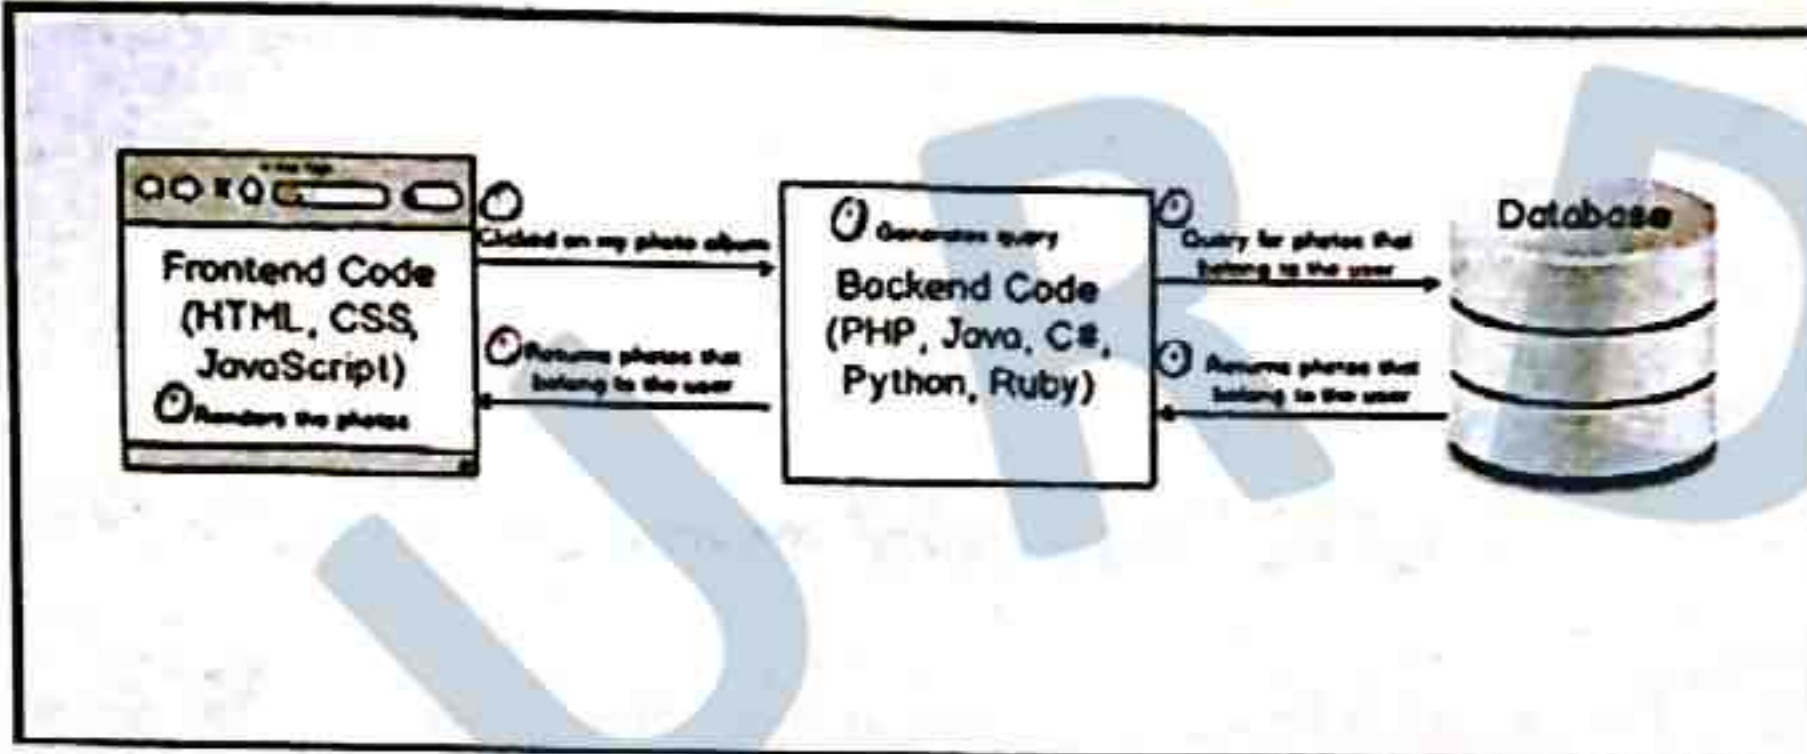 Frontend Code
(HTML, CSS,
JavaScript)
Renders the photos
Clicked on my photo album
Returns photos that
belong to the user
Generates query
Backend Code
(PHP, Java, C#,
Python, Ruby)
Query for photos that
belong to the user
Returns photos that
belong to the user
Database
U R D